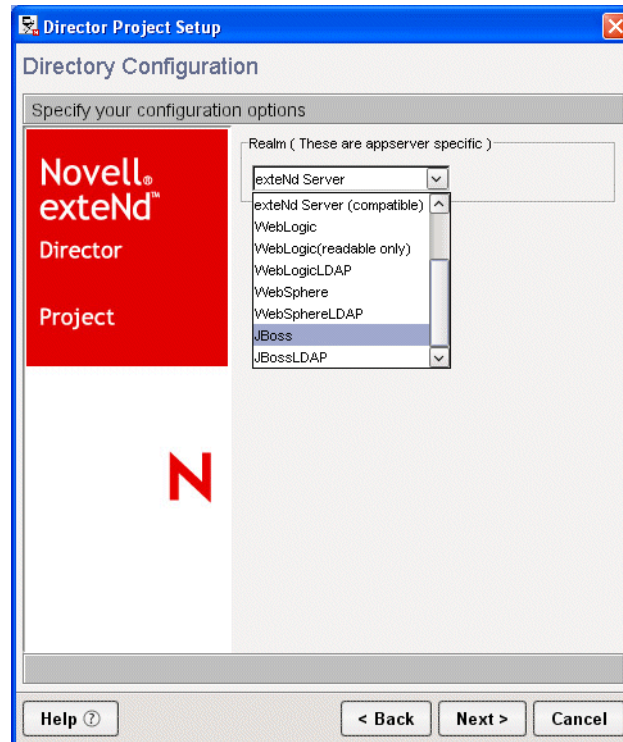 Director Project Setup
Directory Configuration
Specify your configuration options
Novell®
exteNd™
Director
Project
N
Realm ( These are appserver specific )
exteNd Server
exteNd Server (compatible)
WebLogic
WebLogic(readable only)
WebLogicLDAP
WebSphere
WebSphereLDAP
JBoss
JBossLDAP
Help ?
< Back
Next >
Cancel